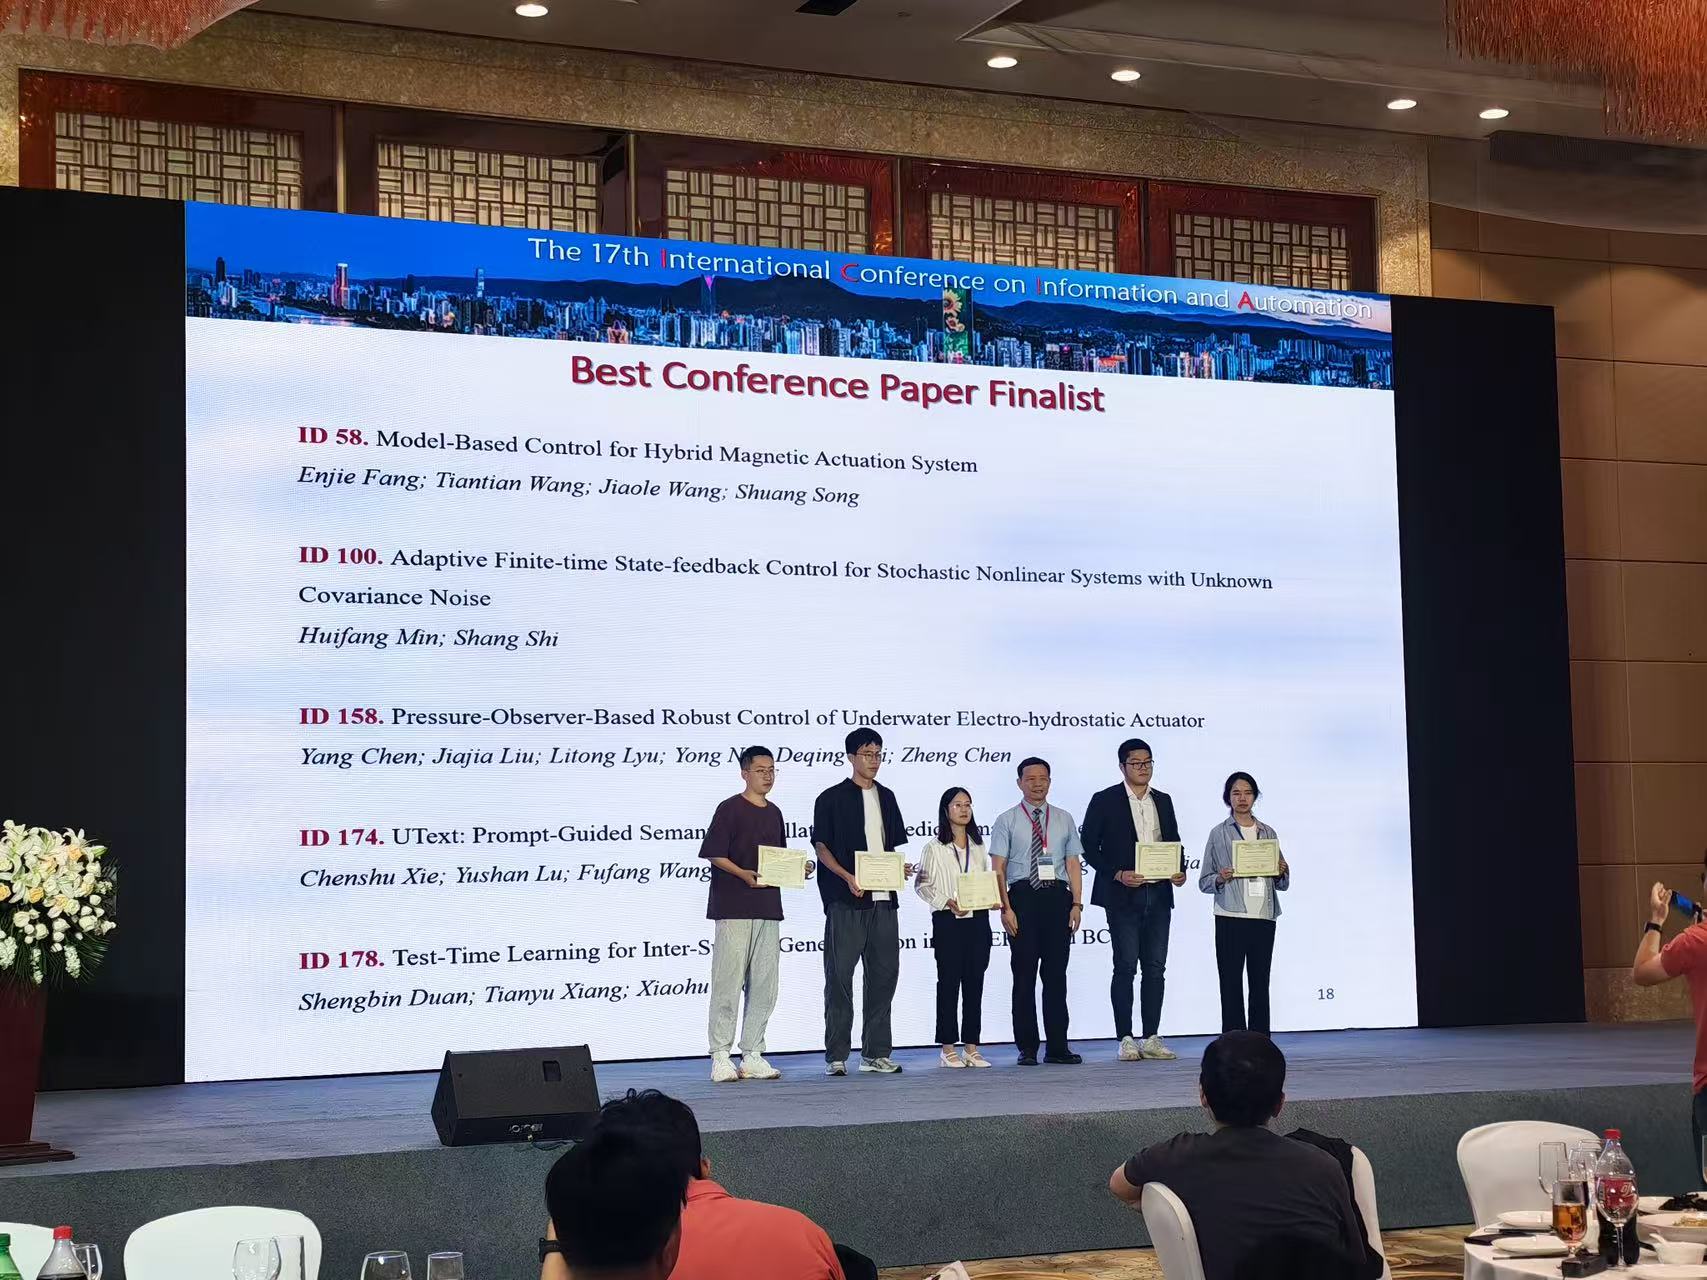 The 17th International Conference on Information and Automation
Best Conference Paper Finalist
ID 58. Model-Based Control for Hybrid Magnetic Actuation System
Enjie Fang; Tiantian Wang; Jiaole Wang; Shuang Song
ID 100. Adaptive Finite-time State-feedback Control for Stochastic Nonlinear Systems with Unknown
Covariance Noise
Huifang Min; Shang Shi
ID 158. Pressure-Observer-Based Robust Control of Underwater Electro-hydrostatic Actuator
Yang Chen; Jiajia Liu; Litong Lyu; Yong Deqing Zheng Chen
ID 174. UText: Prompt-Guided
Chenshu Xie; Yushan Lu; Fufang Wang
ID 178. Test-Time Learning for
Shengbin Duan; Tianyu Xiang; Xiaohu
18